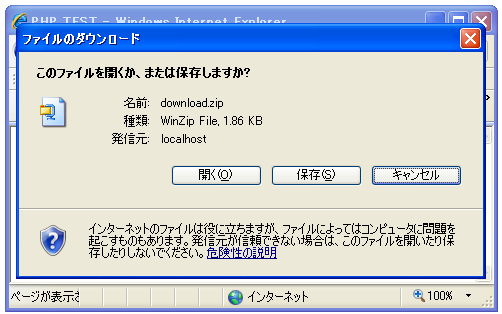 PHP TEST - Windows Internet Explorer
ファイルのダウンロード
このファイルを開くか、または保存しますか?
名前: download.zip
種類: WinZip File, 1.86 KB
発信元: localhost
開く(O)
保存(S)
キャンセル
インターネットのファイルは役に立ちますが、ファイルによってはコンピュータに問題を
起こすものもあります。発信元が信頼できない場合は、このファイルを開いたり保
存したりしないでください。危険性の説明
ページが表示さ
インターネット
100%